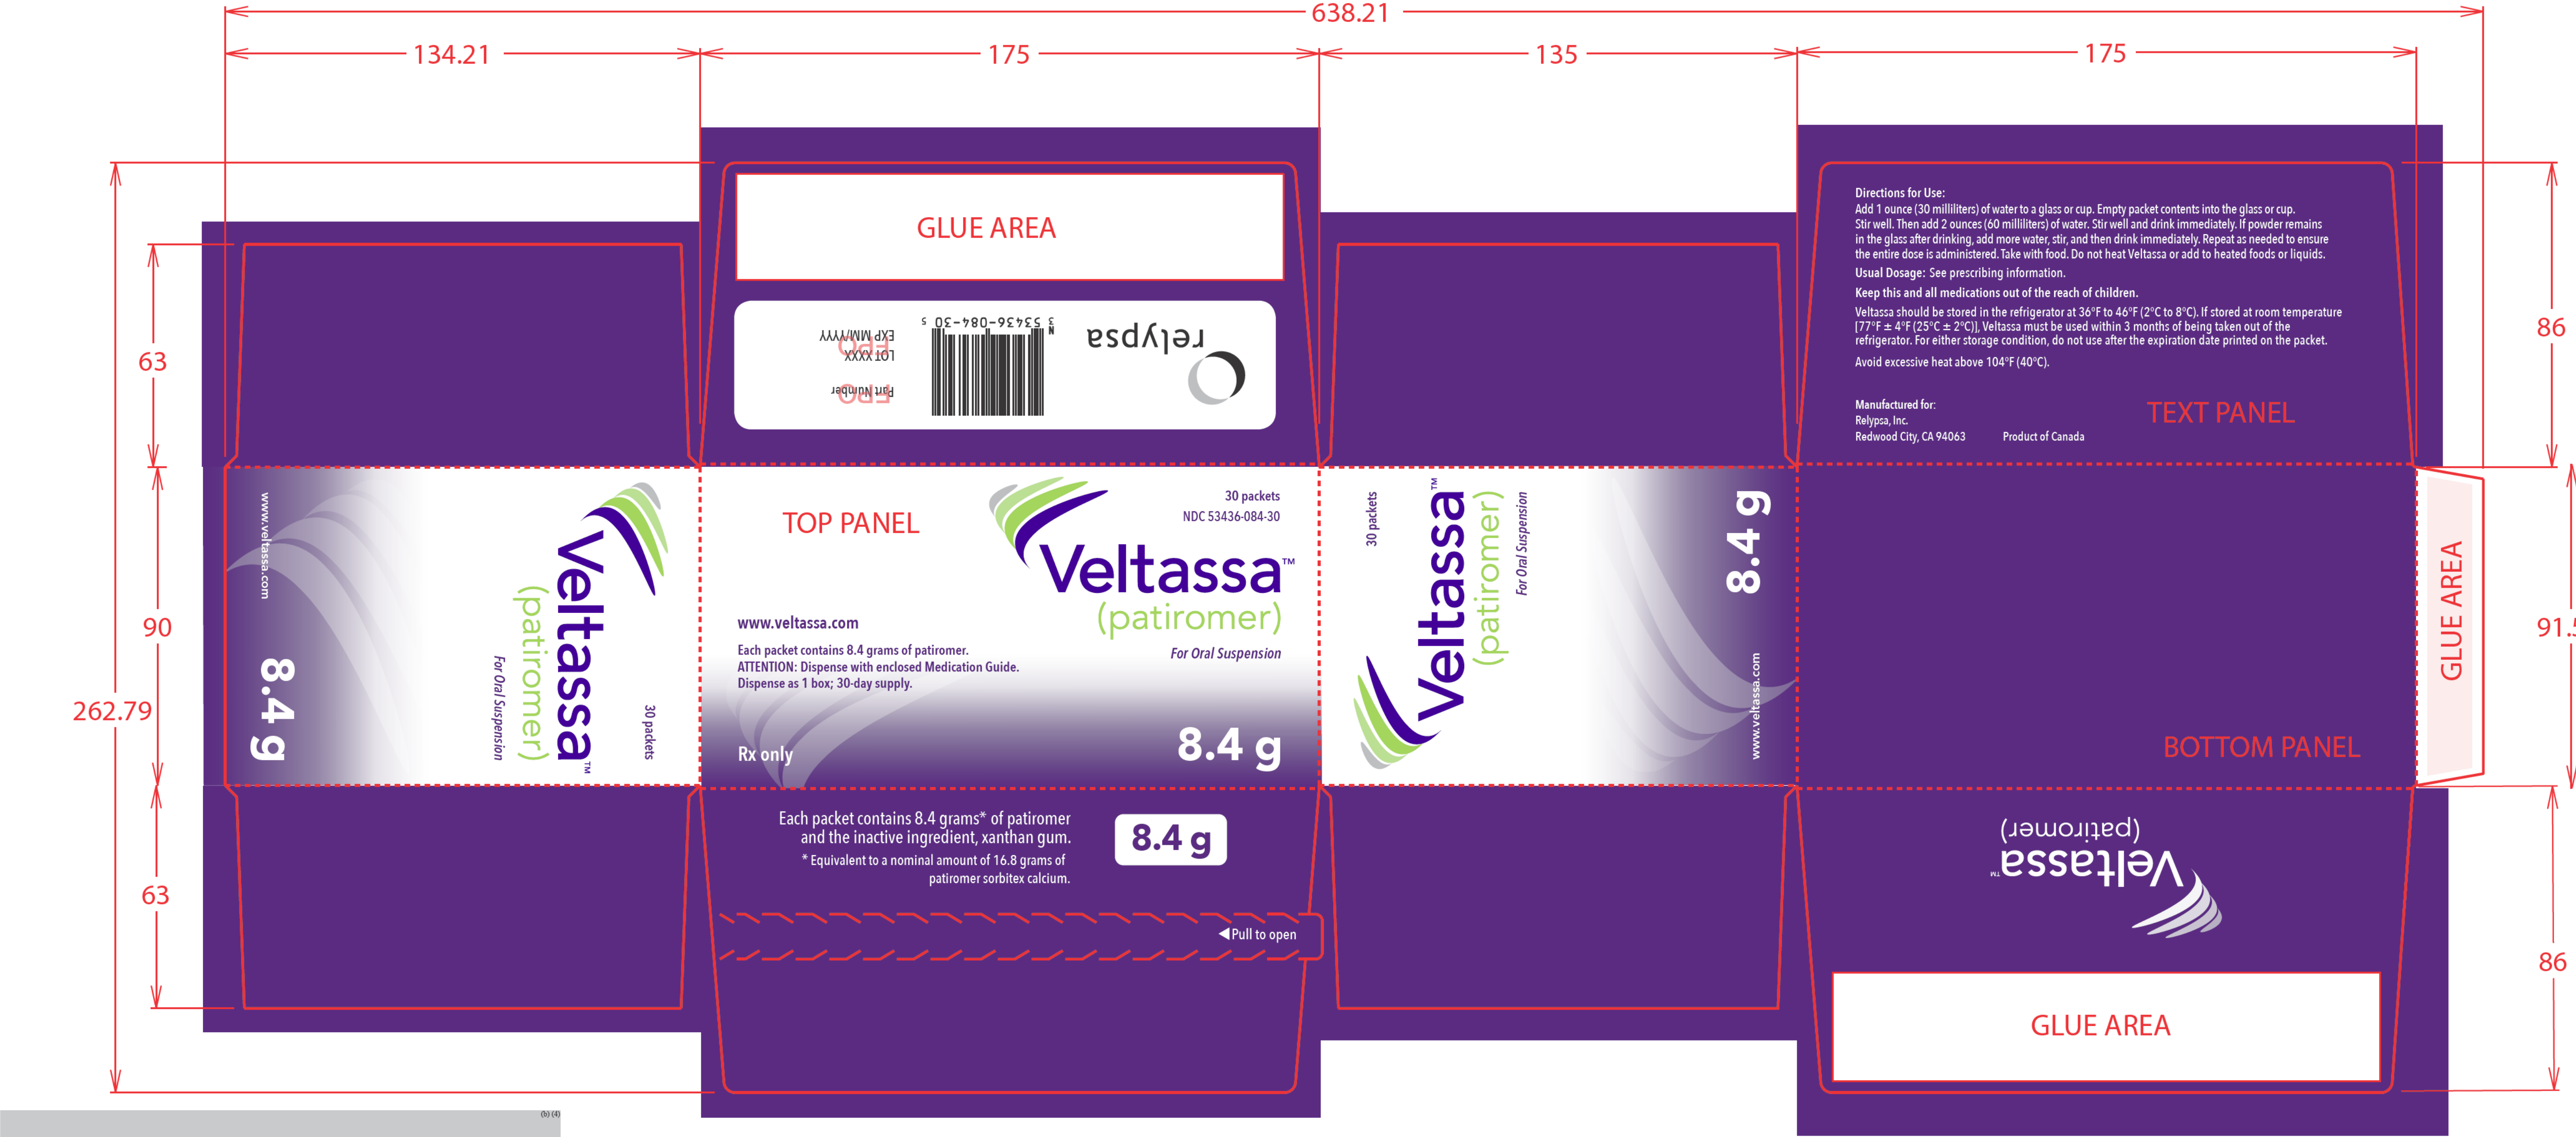 638.21
134.21
175
135
175
GLUE AREA
Directions for Use:
Add 1 ounce (30 milliliters) of water to a glass or cup. Empty packet contents into the glass or cup.
Stir well. Then add 2 ounces (60 milliliters) of water. Stir well and drink immediately. If powder remains
in the glass after drinking, add more water, stir, and then drink immediately. Repeat as needed to ensure
the entire dose is administered. Take with food. Do not heat Veltassa or add to heated foods or liquids.
Usual Dosage: See prescribing information.
Keep this and all medications out of the reach of children.
Veltassa should be stored in the refrigerator at 36°F to 46°F (2°C to 8°C). If stored at room temperature
[77°F ± 4°F (25°C ± 2°C)], Veltassa must be used within 3 months of being taken out of the
refrigerator. For either storage condition, do not use after the expiration date printed on the packet.
Avoid excessive heat above 104°F (40°C).
Manufactured for:
Relypsa, Inc.
Redwood City, CA 94063
Product of Canada
TEXT PANEL
63
86
relypsa
N
3 53436-084-30 5
Part Number
FPO
LOT XXXX
FPO
EXP MM/YYYY
90
262.79
63
www.veltassa.com
8.4 g
Veltassa™
(patiromer)
For Oral Suspension
30 packets
TOP PANEL
30 packets
NDC 53436-084-30
Veltassa™
(patiromer)
For Oral Suspension
www.veltassa.com
Each packet contains 8.4 grams of patiromer.
ATTENTION: Dispense with enclosed Medication Guide.
Dispense as 1 box; 30-day supply.
Rx only
8.4 g
30 packets
Veltassa™
(patiromer)
For Oral Suspension
8.4 g
www.veltassa.com
BOTTOM PANEL
GLUE AREA
91.5
Each packet contains 8.4 grams* of patiromer
and the inactive ingredient, xanthan gum.
* Equivalent to a nominal amount of 16.8 grams of
patiromer sorbitex calcium.
8.4 g
Pull to open
Veltassa™
(patiromer)
GLUE AREA
86
(b) (4)